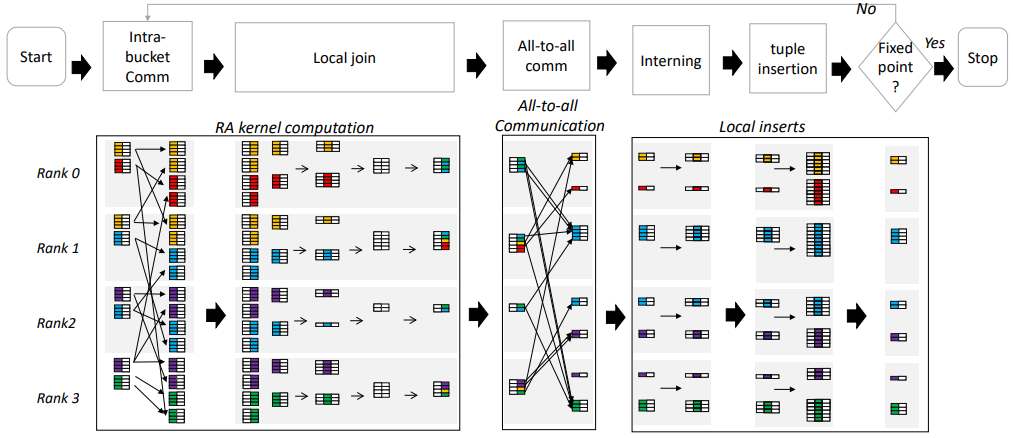 No
Start
Intra-
bucket
Comm
Local join
All-to-all
comm
Interning
tuple
insertion
Fixed
point
?
Yes
Stop
RA kernel computation
All-to-all
Communication
Local inserts
Rank 0
Rank 1
Rank2
Rank 3